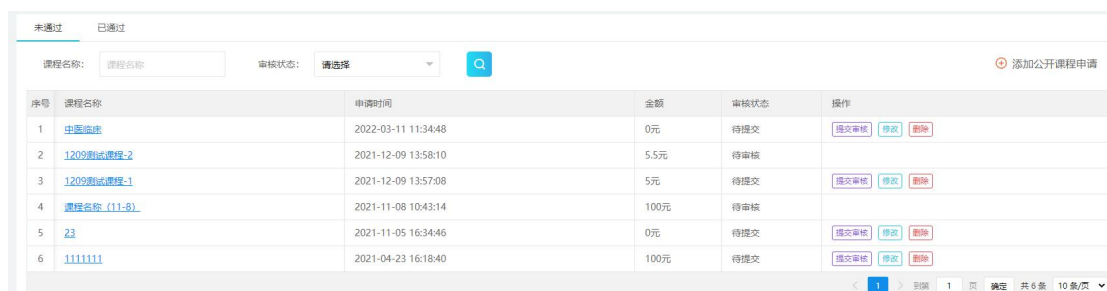 未通过 已通过
课程名称: 课程名称 审核状态: 请选择 添加公开课程申请
序号 课程名称 申请时间 金额 审核状态 操作
1 中医临床 2022-03-11 11:34:48 0元 待提交 提交审核 修改 删除
2 1209测试课程-2 2021-12-09 13:58:10 5.5元 待审核
3 1209测试课程-1 2021-12-09 13:57:08 5元 待提交 提交审核 修改 删除
4 课程名称（11-8） 2021-11-08 10:43:14 100元 待审核
5 23 2021-11-05 16:34:46 0元 待提交 提交审核 修改 删除
6 1111111 2021-04-23 16:18:40 100元 待提交 提交审核 修改 删除
< 1 > 到第 1 页 确定 共 6 条 10 条/页